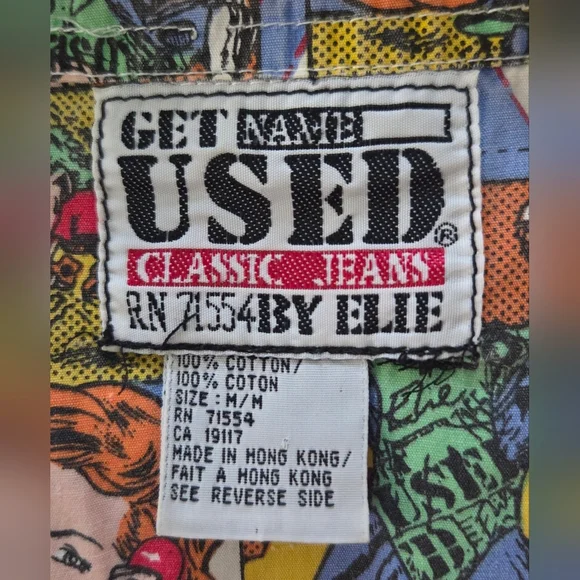 GET NAME
USED®
CLASSIC JEANS
RN 71554 BY ELIE
100% COTTON/
100% COTON
SIZE: M/M
RN 71554
CA 19117
MADE IN HONG KONG/
FAIT A HONG KONG
SEE REVERSE SIDE
USE